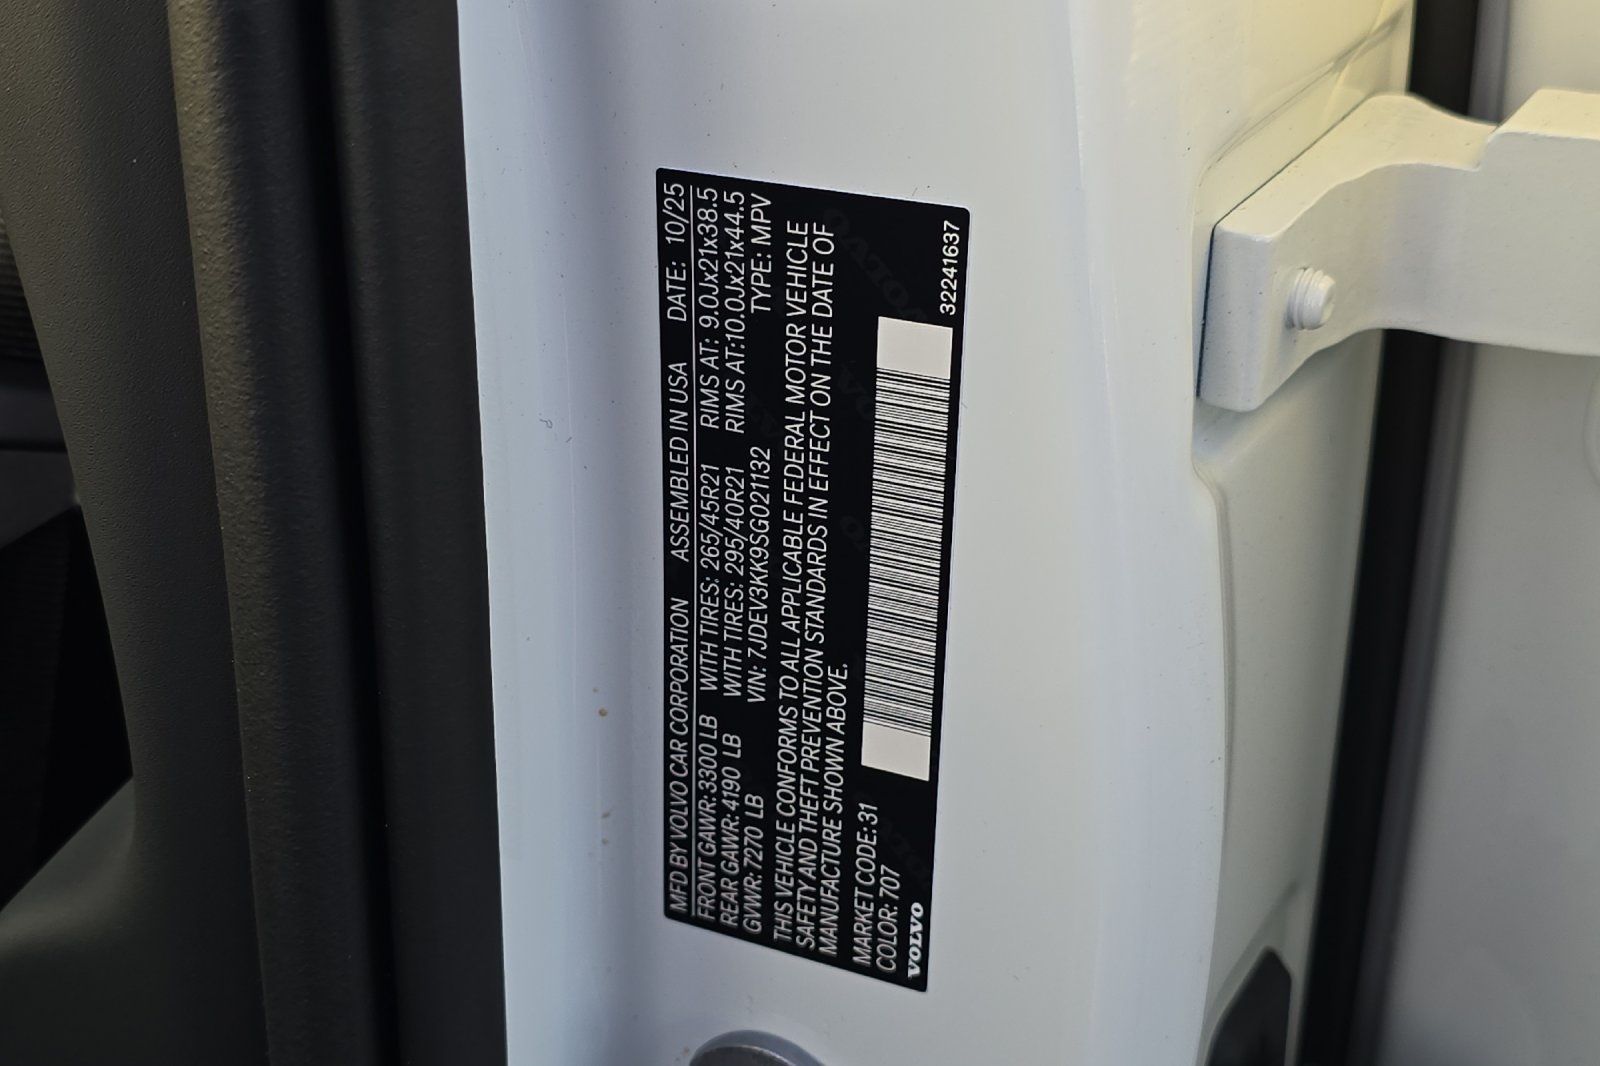 MFD BY VOLVO CAR CORPORATION ASSEMBLED IN USA DATE: 10/25
FRONT GAWR: 3300 LB WITH TIRES: 265/45R21 RIMS AT: 9.0Jx21x38.5
REAR GAWR: 4190 LB WITH TIRES: 295/40R21 RIMS AT:10.0Jx21x44.5
GVWR: 7270 LB VIN: 7JDEV3KK9SG021132 TYPE: MPV
THIS VEHICLE CONFORMS TO ALL APPLICABLE FEDERAL MOTOR VEHICLE
SAFETY AND THEFT PREVENTION STANDARDS IN EFFECT ON THE DATE OF
MANUFACTURE SHOWN ABOVE.
MARKET CODE: 31
COLOR: 707
VOLVO
32241637